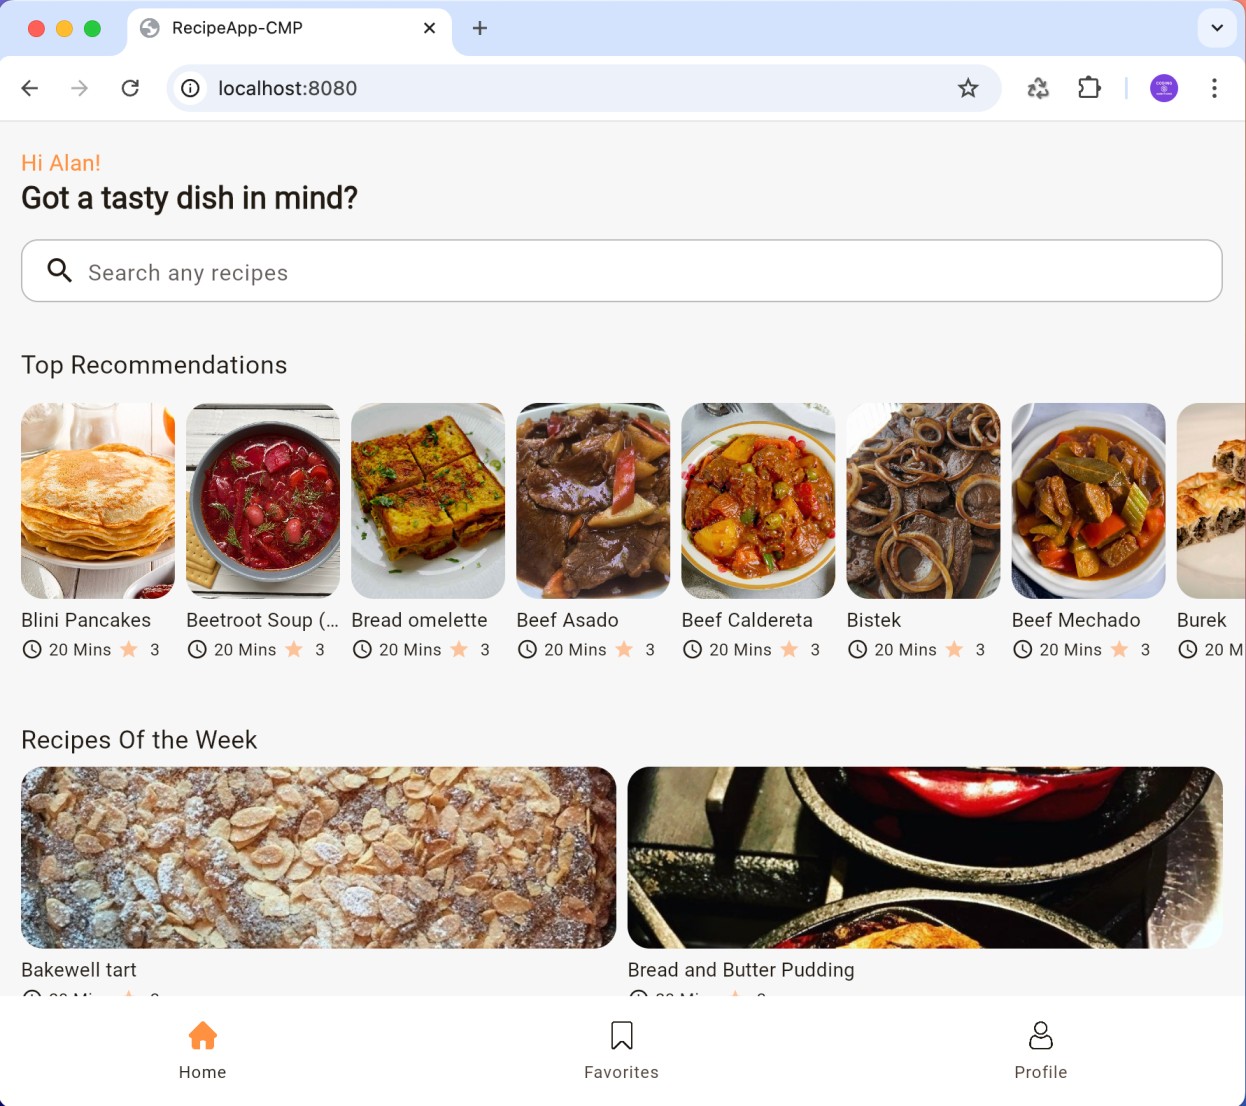 RecipeApp-CMP
localhost:8080
Hi Alan!
Got a tasty dish in mind?
Search any recipes
Top Recommendations
Blini Pancakes
Beetroot Soup (...
Bread omelette
Beef Asado
Beef Caldereta
Bistek
Beef Mechado
Burek
20 Mins 3
20 Mins 3
20 Mins 3
20 Mins 3
20 Mins 3
20 Mins 3
20 Mins 3
20 M
Recipes Of the Week
Bakewell tart
Bread and Butter Pudding
Home
Favorites
Profile